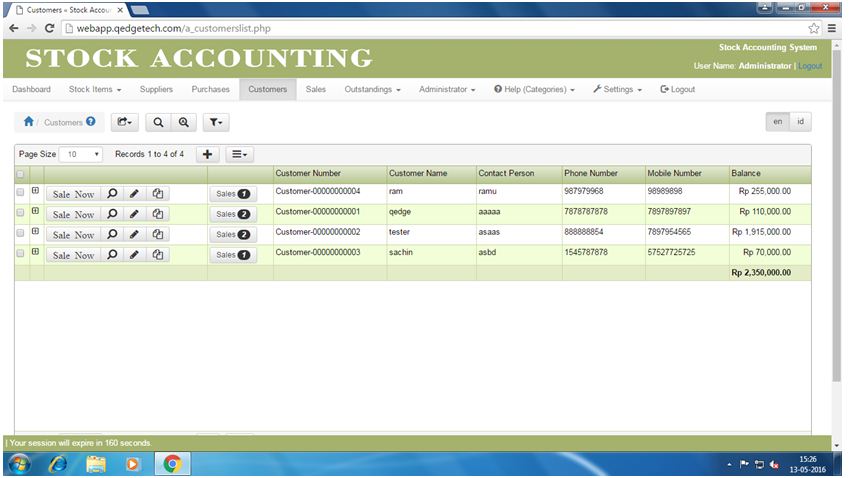 Customers « Stock Accoun
webapp.qedgetech.com/a_customerslist.php
Stock Accounting System
STOCK ACCOUNTING
User Name: Administrator | Logout
Dashboard Stock Items Suppliers Purchases Customers Sales Outstandings Administrator Help (Categories) Settings Logout
Customers en id
Page Size 10 Records 1 to 4 of 4
Customer Number Customer Name Contact Person Phone Number Mobile Number Balance
Sale Now Sales 1 Customer-00000000004 ram ramu 987979968 98989898 Rp 255,000.00
Sale Now Sales 2 Customer-00000000001 qedge aaaaa 7878787878 7897897897 Rp 110,000.00
Sale Now Sales 2 Customer-00000000002 tester asaas 888888854 7897954565 Rp 1,915,000.00
Sale Now Sales 1 Customer-00000000003 sachin asbd 1545787878 57527725725 Rp 70,000.00
Rp 2,350,000.00
| Your session will expire in 160 seconds.
15:26
13-05-2016